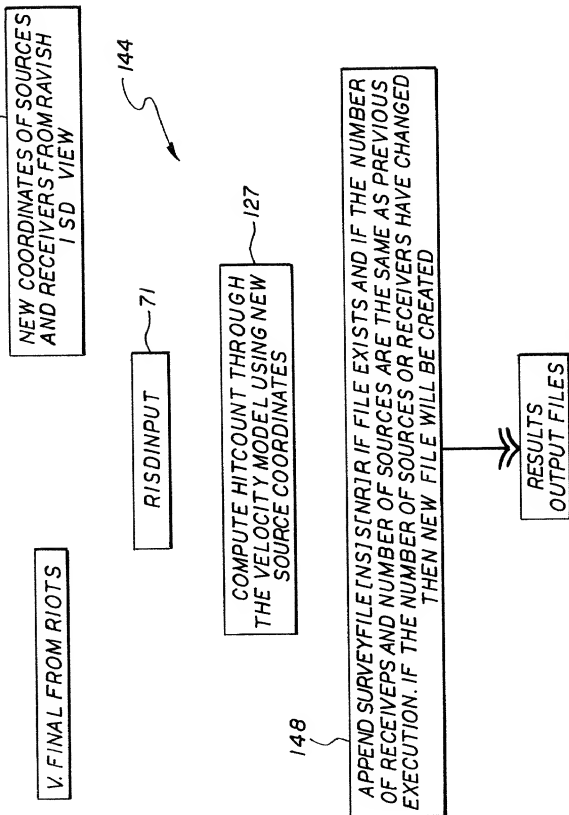 V. FINAL FROM RIOTS
NEW COORDINATES OF SOURCES
AND RECEIVERS FROM RAVISH
ISD VIEW
144
RISDINPUT
71
COMPUTE HITCOUNT THROUGH
THE VELOCITY MODEL USING NEW
SOURCE COORDINATES
127
148
APPEND SURVEYFILE[NS]S[NR]R IF FILE EXISTS AND IF THE NUMBER
OF RECEIVEPS AND NUMBER OF SOURCES ARE THE SAME AS PREVIOUS
EXECUTION. IF THE NUMBER OF SOURCES OR RECEIVERS HAVE CHANGED
THEN NEW FILE WILL BE CREATED
RESULTS
OUTPUT FILES